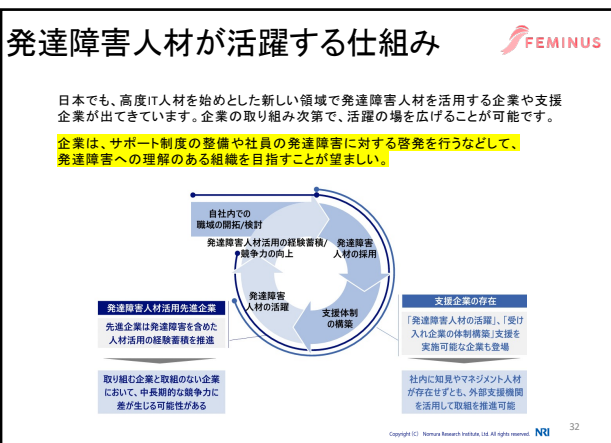 発達障害人材が活躍する仕組み
FEMINUS
日本でも、高度IT人材を始めとした新しい領域で発達障害人材を活用する企業や支援
企業が出てきています。企業の取り組み次第で、活躍の場を広げることが可能です。
企業は、サポート制度の整備や社員の発達障害に対する啓発を行うなどして、
発達障害への理解のある組織を目指すことが望ましい。
自社内での
職域の開拓/検討
発達障害人材活用の経験蓄積/
競争力の向上
発達障害
人材の採用
発達障害
人材の活躍
支援体制
の構築
発達障害人材活用先進企業
先進企業は発達障害を含めた
人材活用の経験蓄積を推進
取り組む企業と取組のない企業
において、中長期的な競争力に
差が生じる可能性がある
支援企業の存在
「発達障害人材の活躍」、「受け
入れ企業の体制構築」支援を
実施可能な企業も登場
社内に知見やマネジメント人材
が存在せずとも、外部支援機関
を活用して取組を推進可能
Copyright (C) Nomura Research Institute, Ltd. All rights reserved.
NRI
32